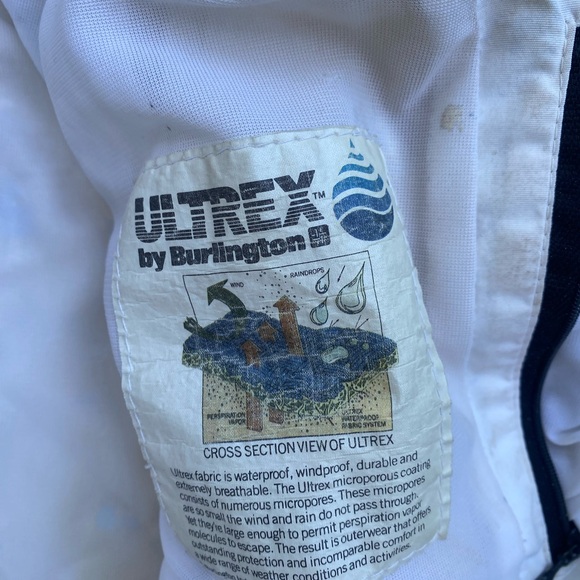 ULTREX™
by Burlington
WIND
RAINDROPS
PERSPIRATION
VAPOR
ULTREX
WATERPROOF
FABRIC SYSTEM
CROSS SECTION VIEW OF ULTREX
Ultrex fabric is waterproof, windproof, durable and
extremely breathable. The Ultrex microporous coating
consists of numerous micropores. These micropores
are so small the wind and rain do not pass through.
Yet they're large enough to permit perspiration vapor
molecules to escape. The result is outerwear that offers
outstanding protection and incomparable comfort in
a wide range of weather conditions and activities.